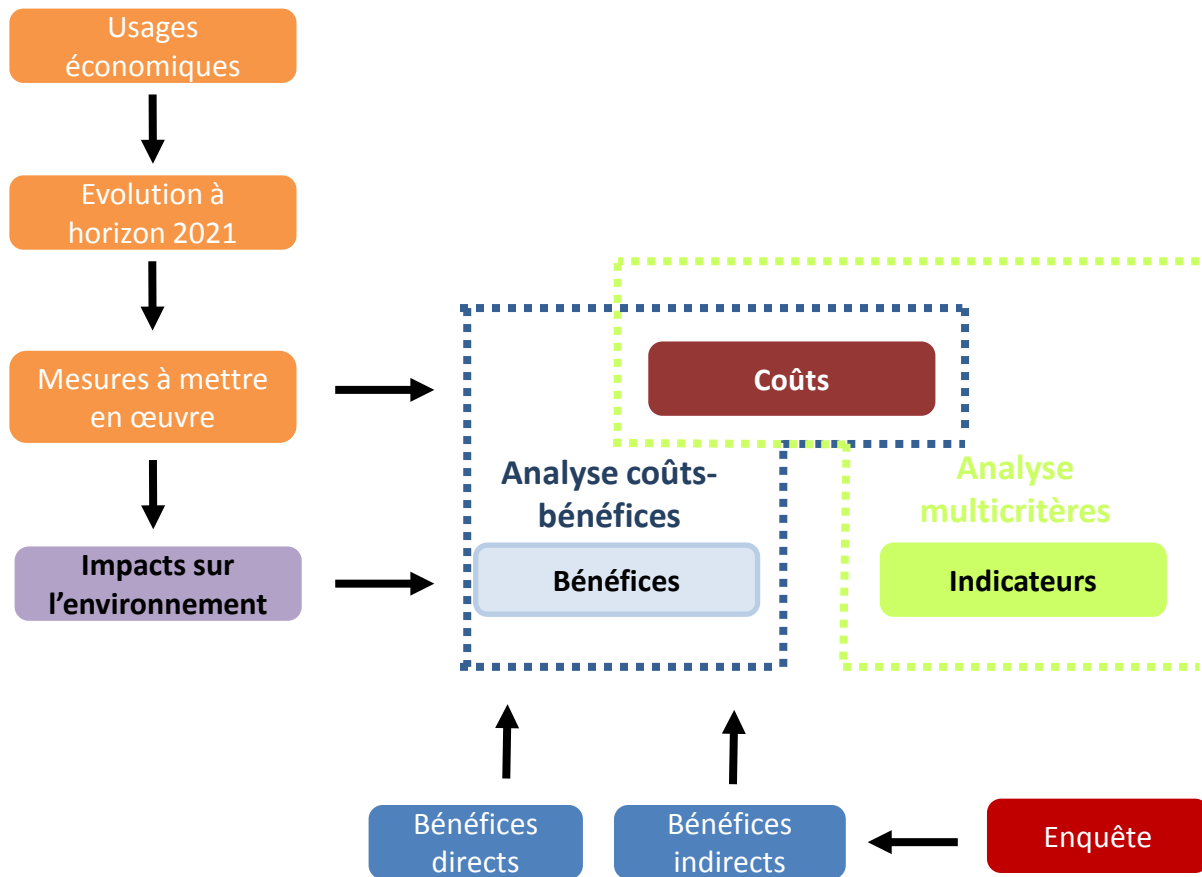 Usages
économiques
Evolution à
horizon 2021
Mesures à mettre
en œuvre
Coûts
Analyse coûts-
bénéfices
Analyse
multicritères
Impacts sur
l’environnement
Bénéfices
Indicateurs
Bénéfices
directs
Bénéfices
indirects
Enquête